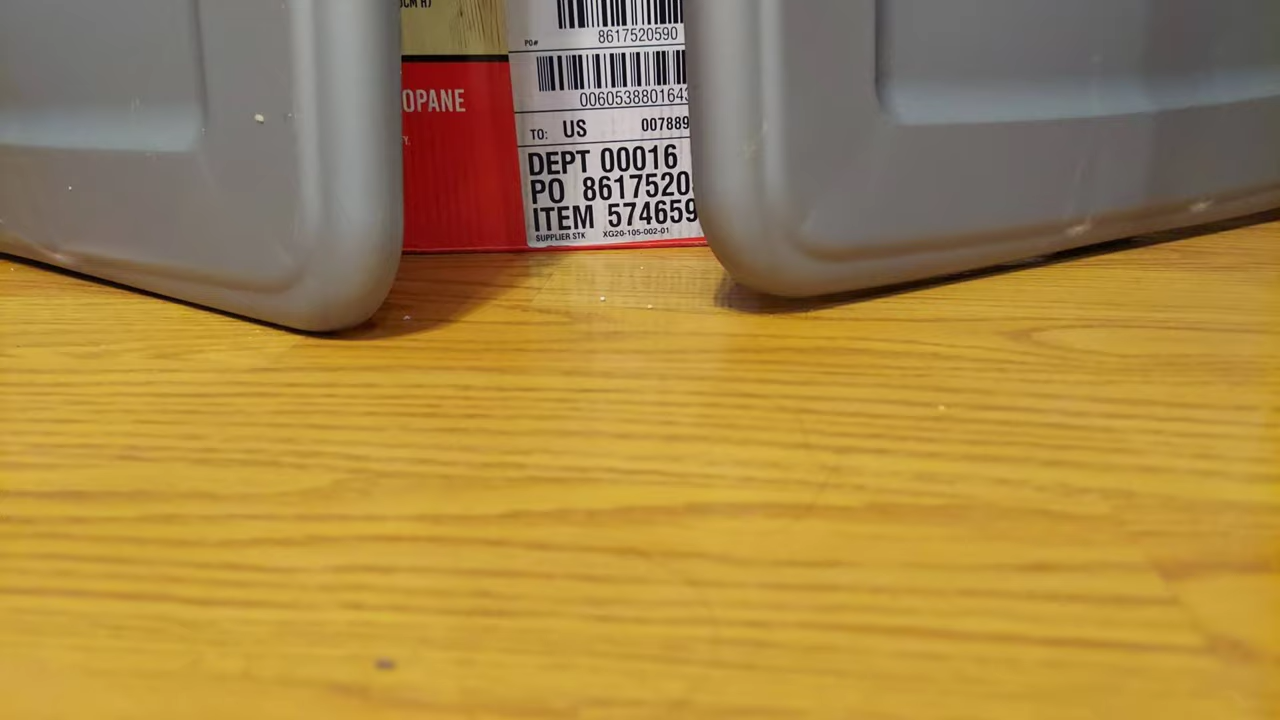 CM H)
OPANE
Y.
PO# 8617520590
0060538801643
TO: US 007889
DEPT 00016
PO 8617520
ITEM 574659
SUPPLIER STK XG20-105-002-01